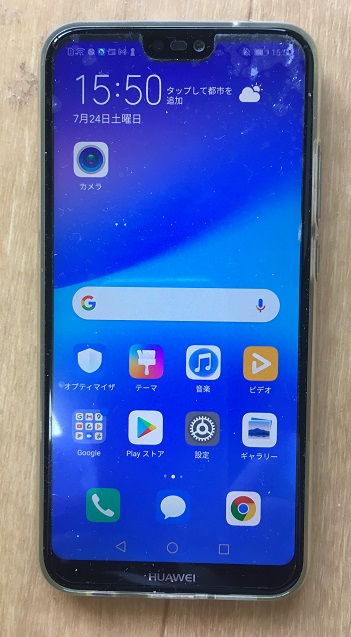 15:50
タップして都市を
追加
7月24日土曜日
カメラ
G
オプティマイザ
テーマ
音楽
ビデオ
Google
Play ストア
設定
ギャラリー
HUAWEI